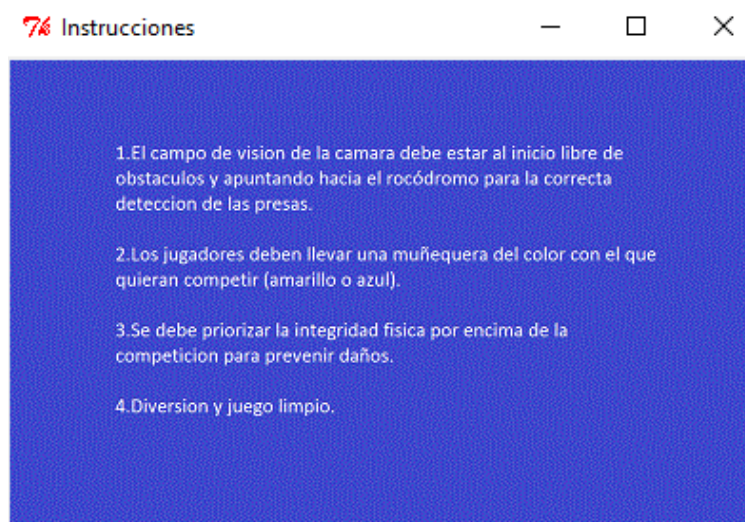 Instrucciones
1.El campo de vision de la camara debe estar al inicio libre de
obstaculos y apuntando hacia el rocódromo para la correcta
deteccion de las presas.
2.Los jugadores deben llevar una muñequera del color con el que
quieran competir (amarillo o azul).
3.Se debe priorizar la integridad fisica por encima de la
competicion para prevenir daños.
4.Diversion y juego limpio.